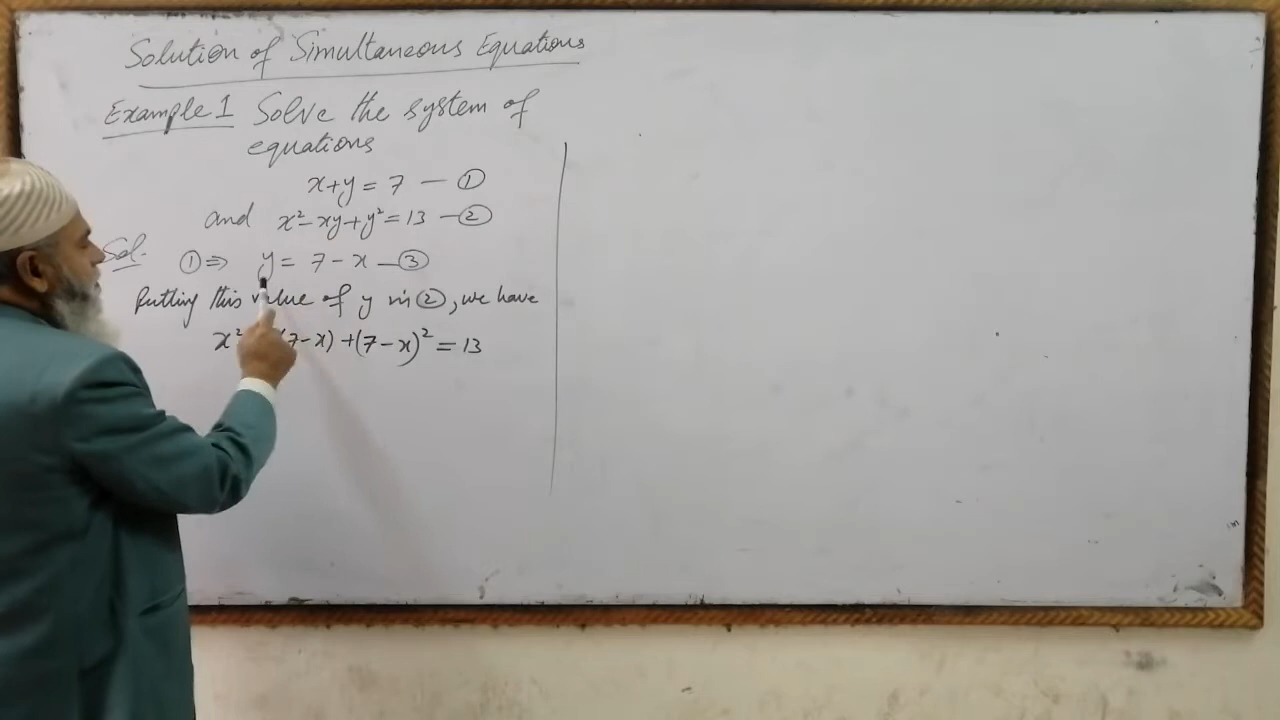 Solution of Simultaneous Equations
Example 1 Solve the system of
equations
x+y = 7 — ①
and x²-xy+y²=13 —②
Sol. ①⇒ y = 7-x —③
Putting this value of y in ②, we have
x² (7-x) +(7-x)² = 13